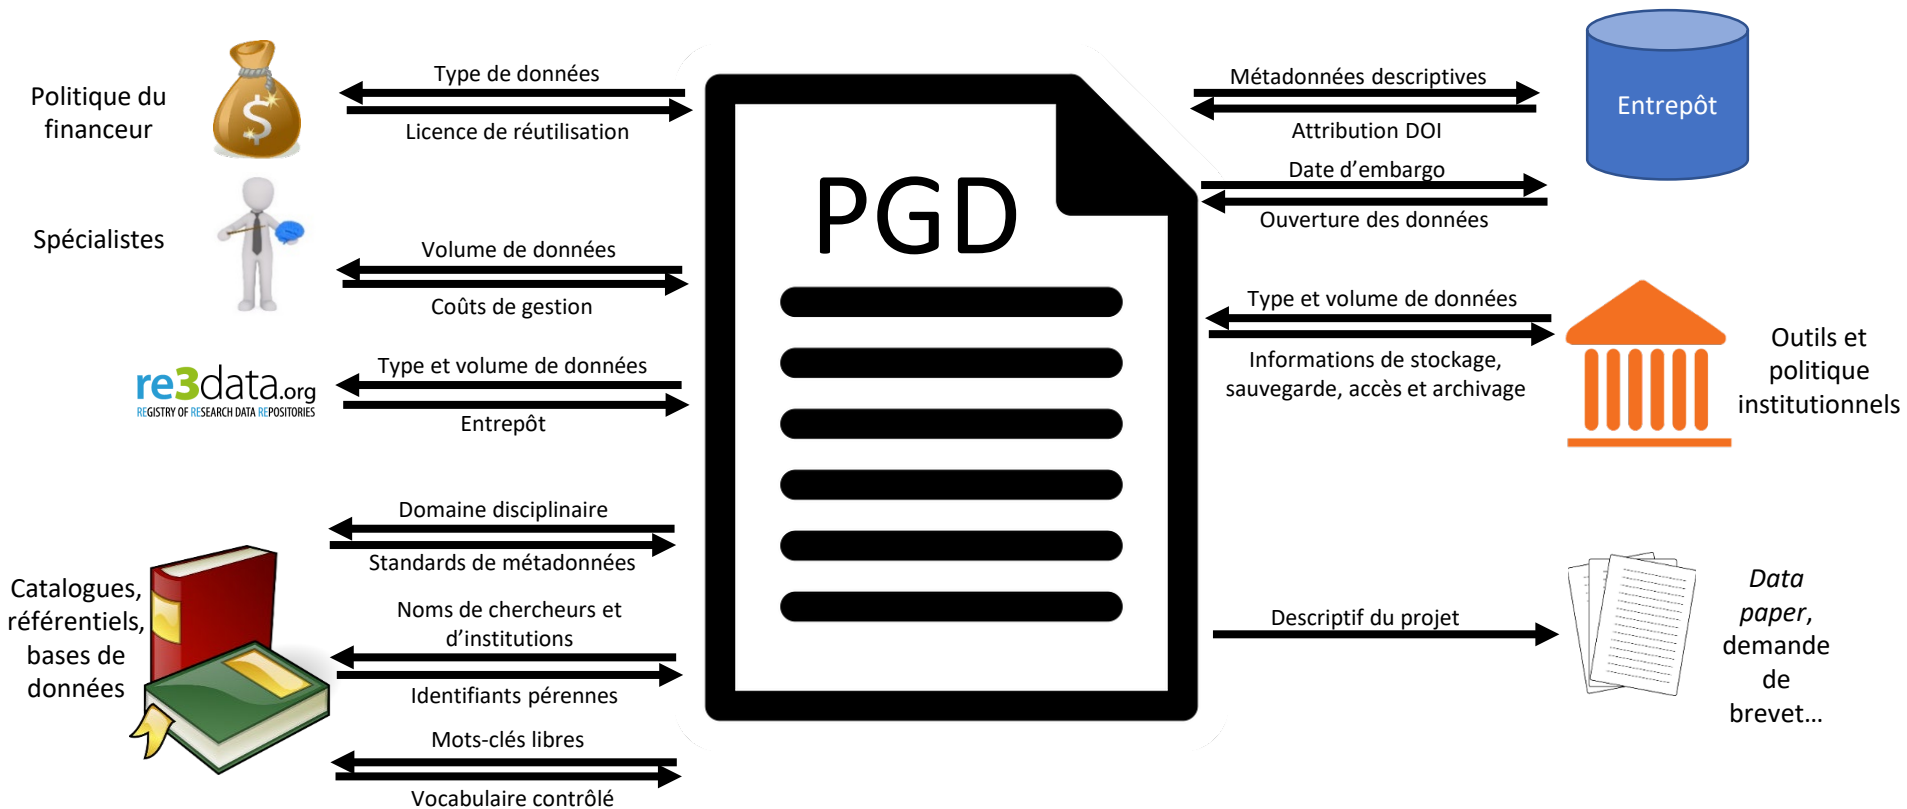 Politique du
financeur
Type de données
Licence de réutilisation
$
Spécialistes
Volume de données
Coûts de gestion
re3data.org
REGISTRY OF RESEARCH DATA REPOSITORIES
Type et volume de données
Entrepôt
Catalogues,
référentiels,
bases de
données
Domaine disciplinaire
Standards de métadonnées
Noms de chercheurs et
d’institutions
Identifiants pérennes
Mots-clés libres
Vocabulaire contrôlé
PGD
Métadonnées descriptives
Attribution DOI
Date d’embargo
Ouverture des données
Entrepôt
Type et volume de données
Informations de stockage,
sauvegarde, accès et archivage
Outils et
politique
institutionnels
Descriptif du projet
Data
paper,
demande
de
brevet…